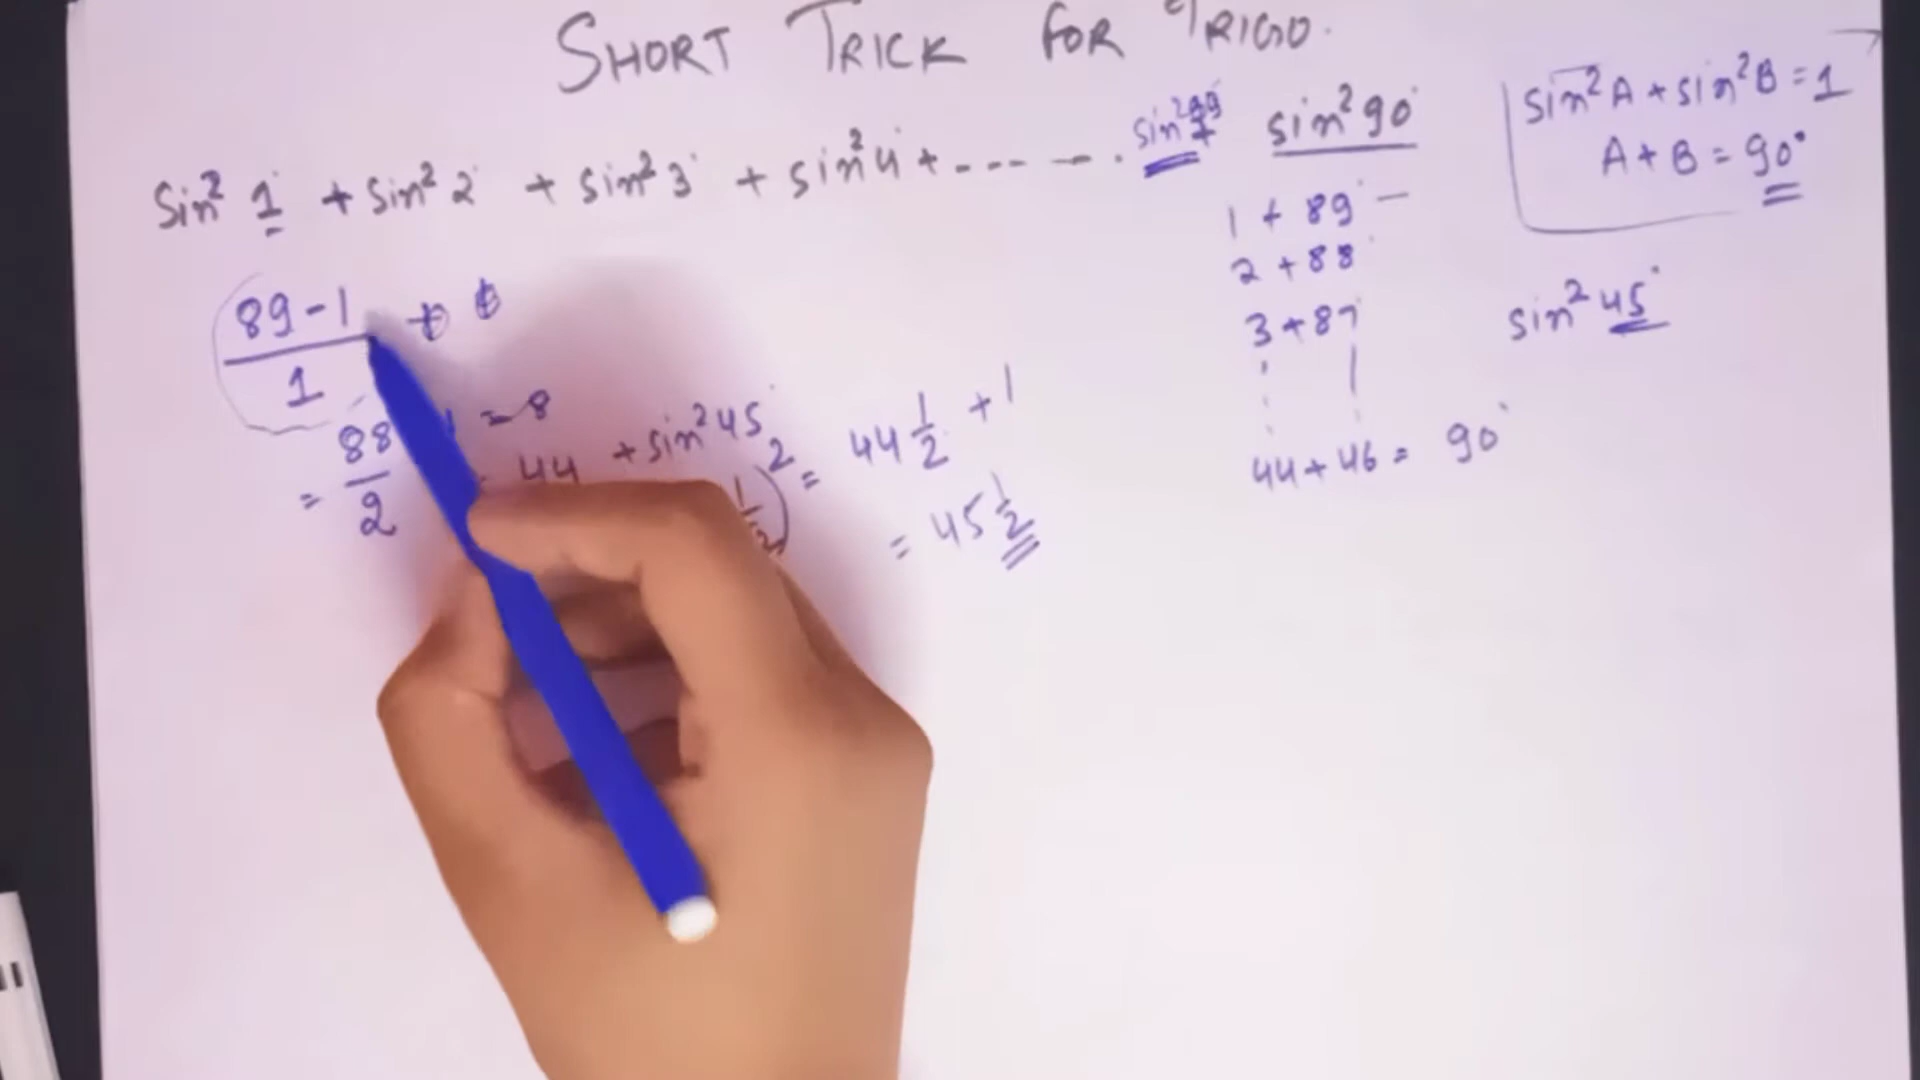 SHORT TRICK FOR TRIGO.
sin² 1° + sin² 2° + sin² 3° + sin² 4° + ------. sin² 89° sin² 90°
sin²A + sin²B = 1
A + B = 90°
1 + 89°
2 + 88°
3 + 87°
44 + 46 = 90°
sin² 45°
89-1
1
= 88
2
= 8
44 + sin² 45°
2
= 44 1/2 + 1
= 45 1/2